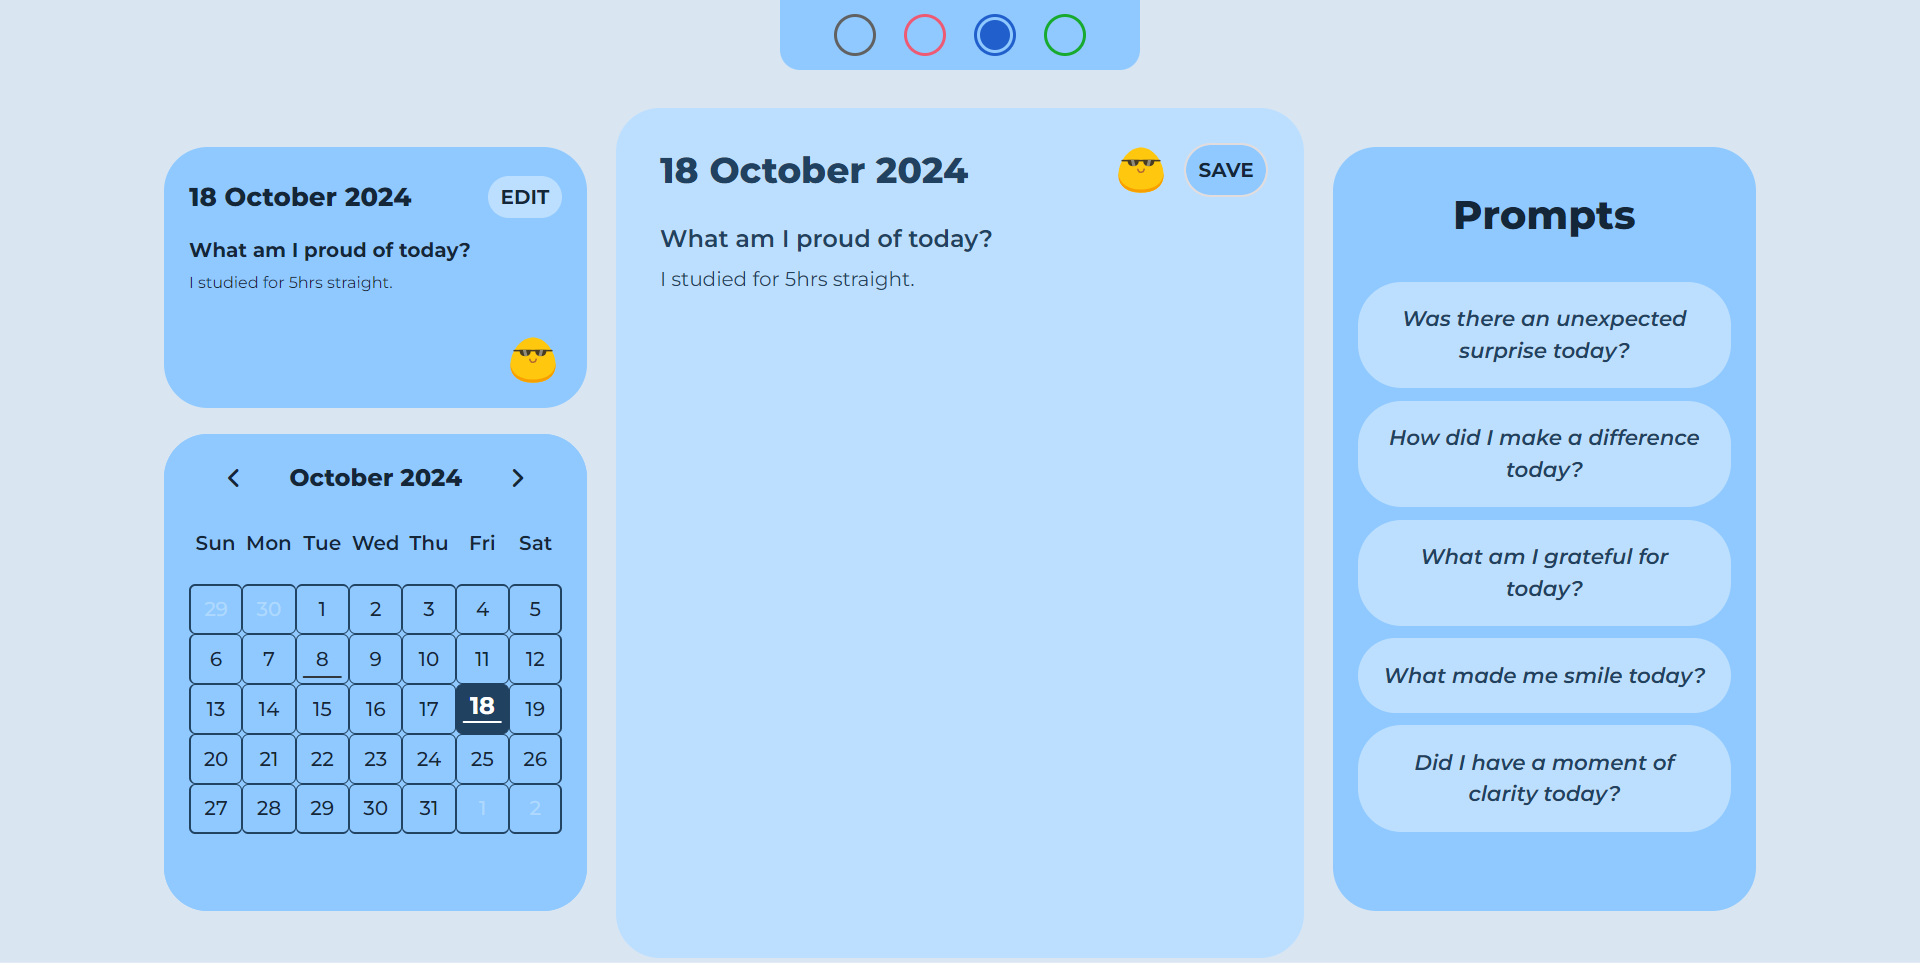 18 October 2024
EDIT
What am I proud of today?
I studied for 5hrs straight.
October 2024
Sun Mon Tue Wed Thu Fri Sat
29 30 1 2 3 4 5
6 7 8 9 10 11 12
13 14 15 16 17 18 19
20 21 22 23 24 25 26
27 28 29 30 31 1 2
18 October 2024
SAVE
What am I proud of today?
I studied for 5hrs straight.
Prompts
Was there an unexpected
surprise today?
How did I make a difference
today?
What am I grateful for
today?
What made me smile today?
Did I have a moment of
clarity today?